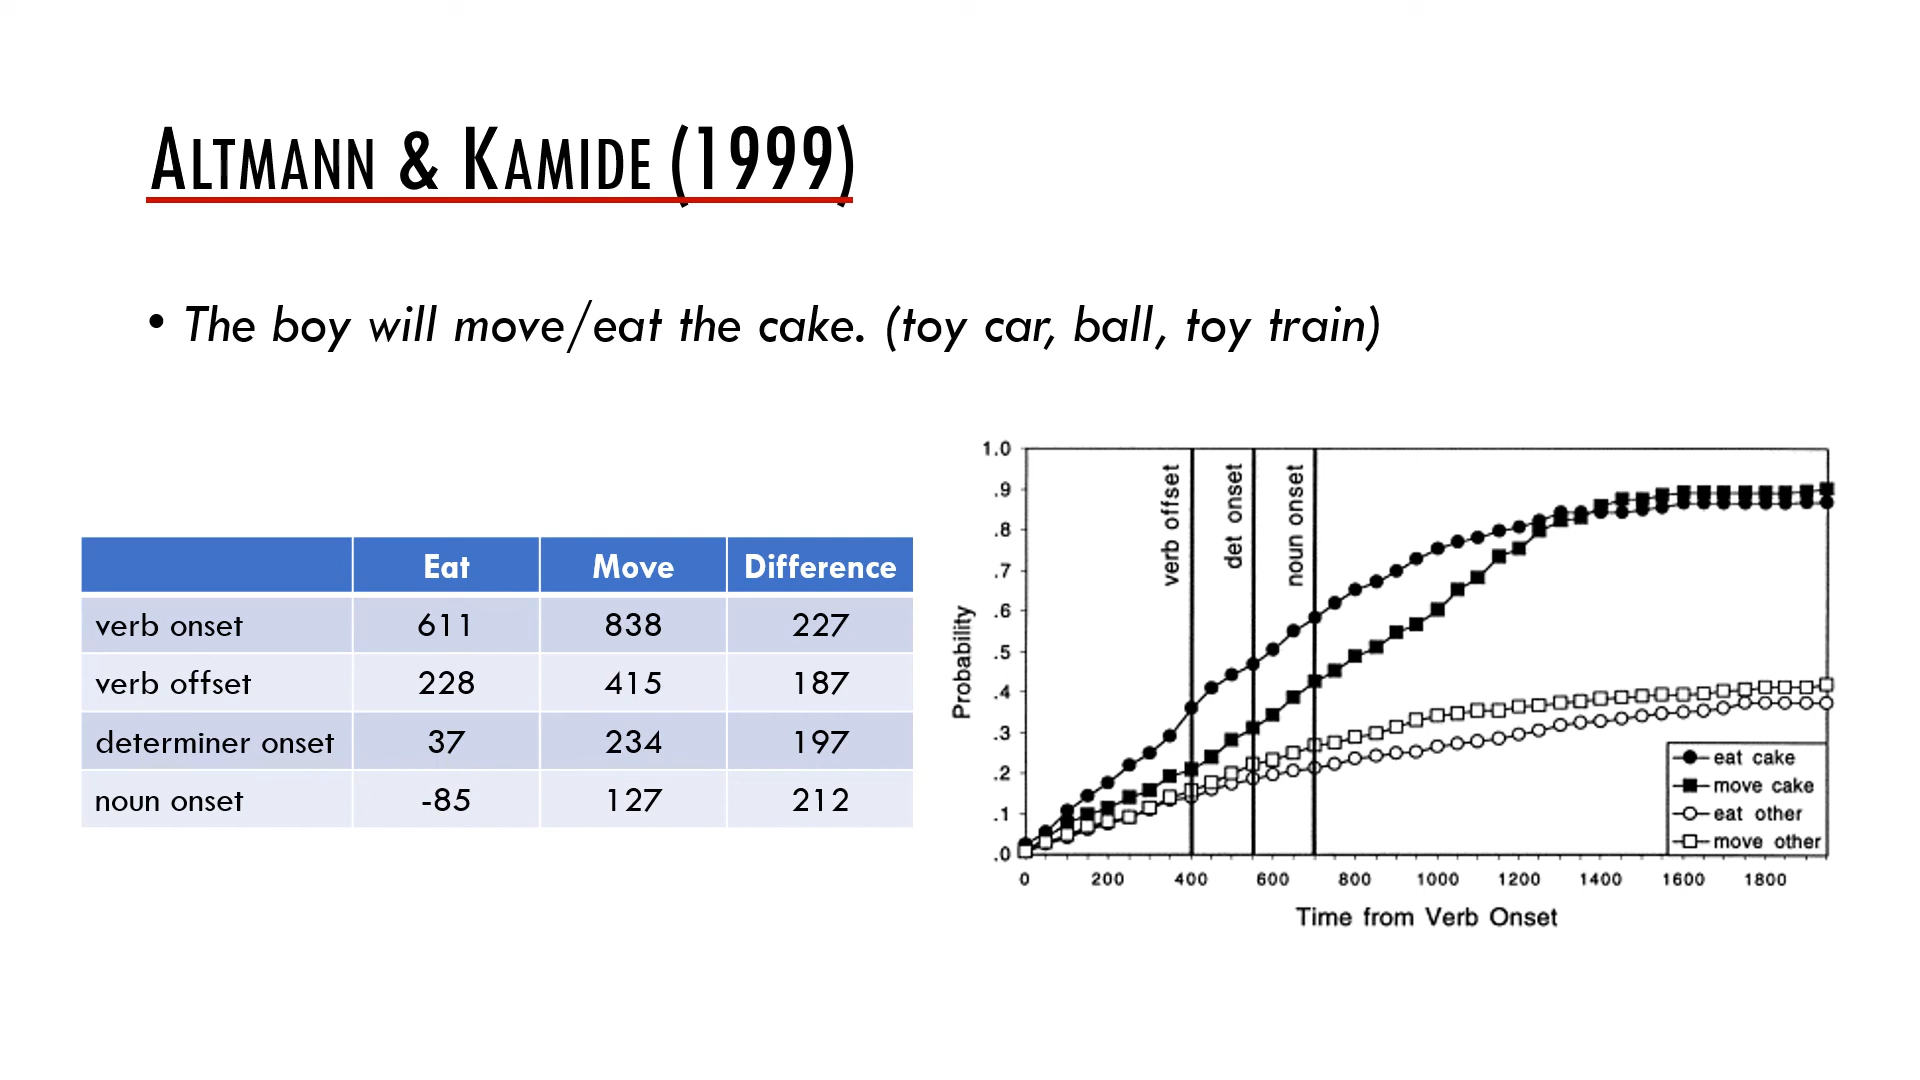 ALTMANN & KAMIDE (1999)
• The boy will move/eat the cake. (toy car, ball, toy train)
Eat Move Difference
verb onset 611 838 227
verb offset 228 415 187
determiner onset 37 234 197
noun onset -85 127 212
Probability
1.0
.9
.8
.7
.6
.5
.4
.3
.2
.1
.0
verb offset
det onset
noun onset
eat cake
move cake
eat other
move other
0 200 400 600 800 1000 1200 1400 1600 1800
Time from Verb Onset